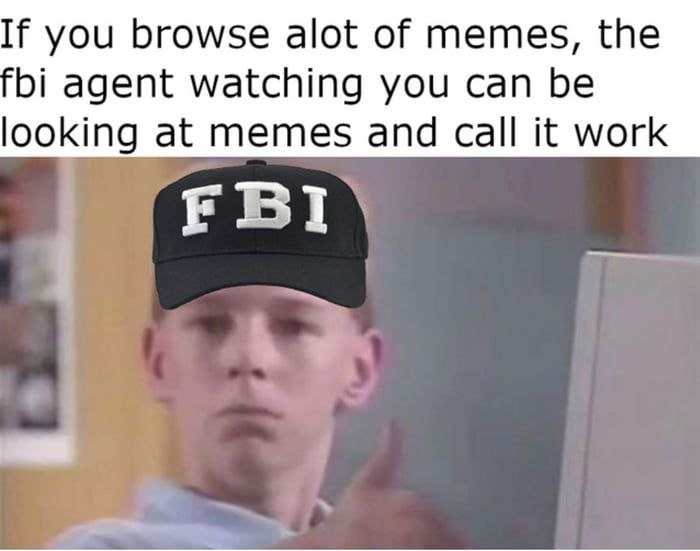 If you browse alot of memes, the
fbi agent watching you can be
looking at memes and call it work
FBI